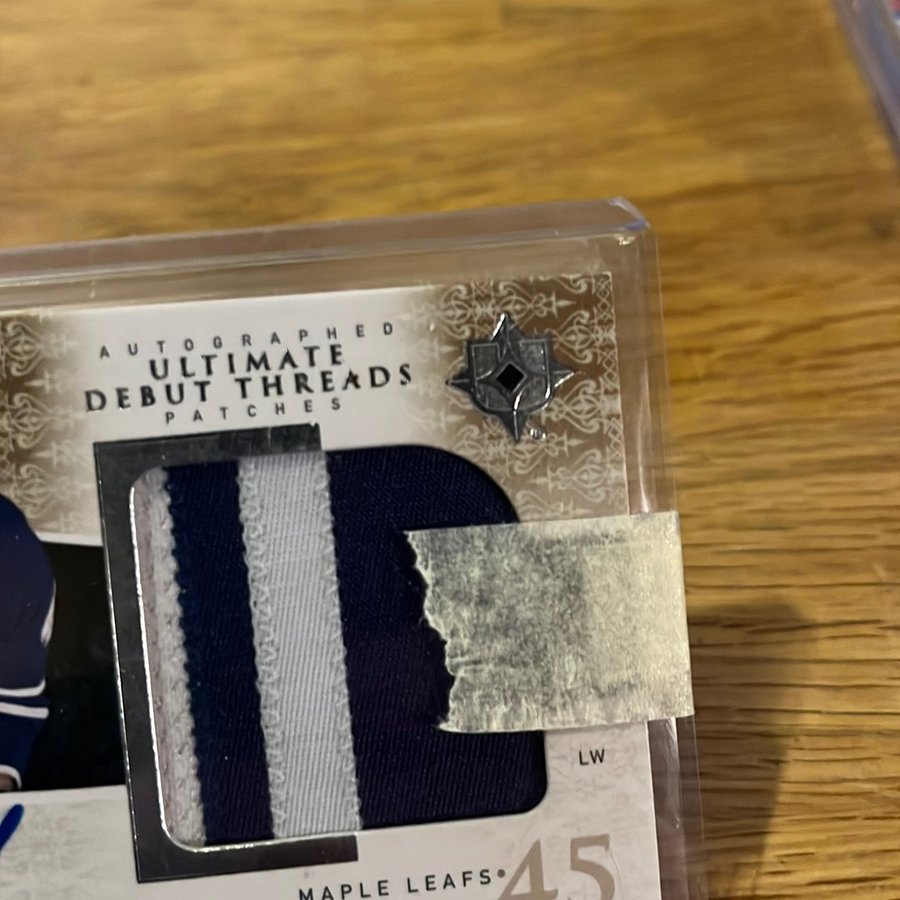 AUTOGRAPHED
ULTIMATE
DEBUT THREADS
PATCHES
LW
MAPLE LEAFS•45